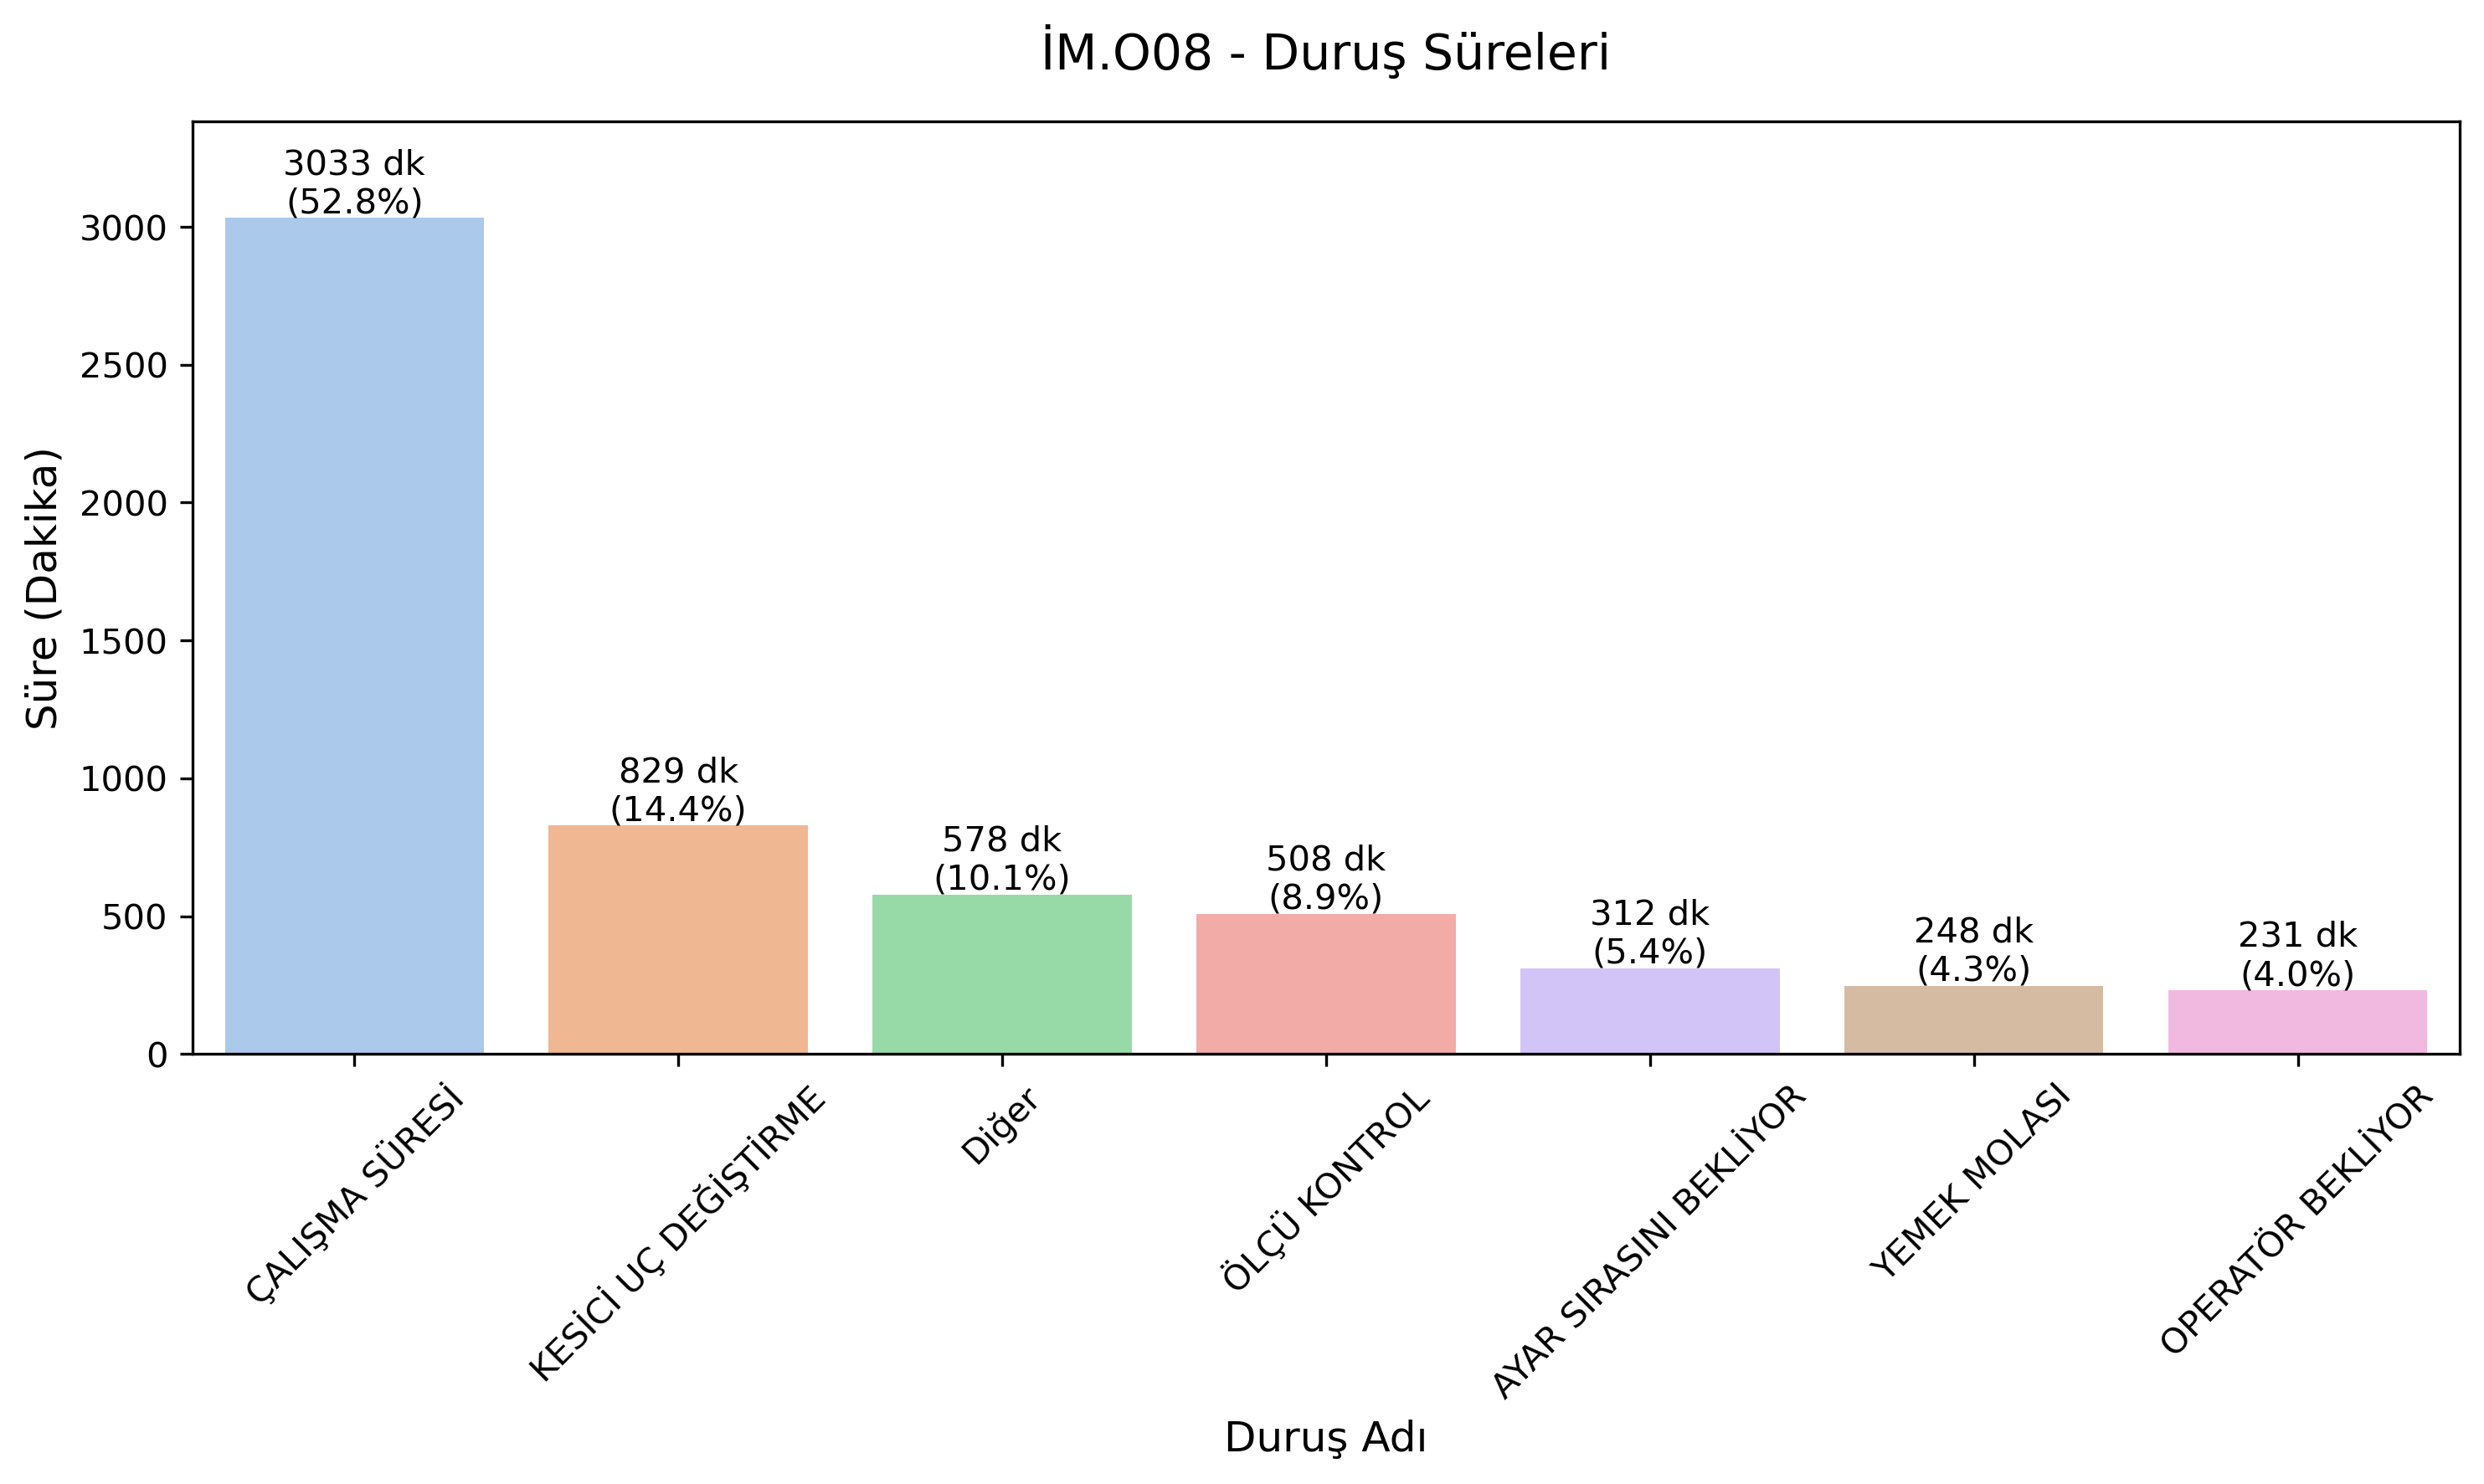 İM.O08 - Duruş Süreleri
Süre (Dakika)
3000
2500
2000
1500
1000
500
0
3033 dk
(52.8%)
829 dk
(14.4%)
578 dk
(10.1%)
508 dk
(8.9%)
312 dk
(5.4%)
248 dk
(4.3%)
231 dk
(4.0%)
ÇALIŞMA SÜRESİ
KESİCİ UÇ DEĞİŞTİRME
Diğer
ÖLÇÜ KONTROL
AYAR SIRASINI BEKLİYOR
YEMEK MOLASI
OPERATÖR BEKLİYOR
Duruş Adı